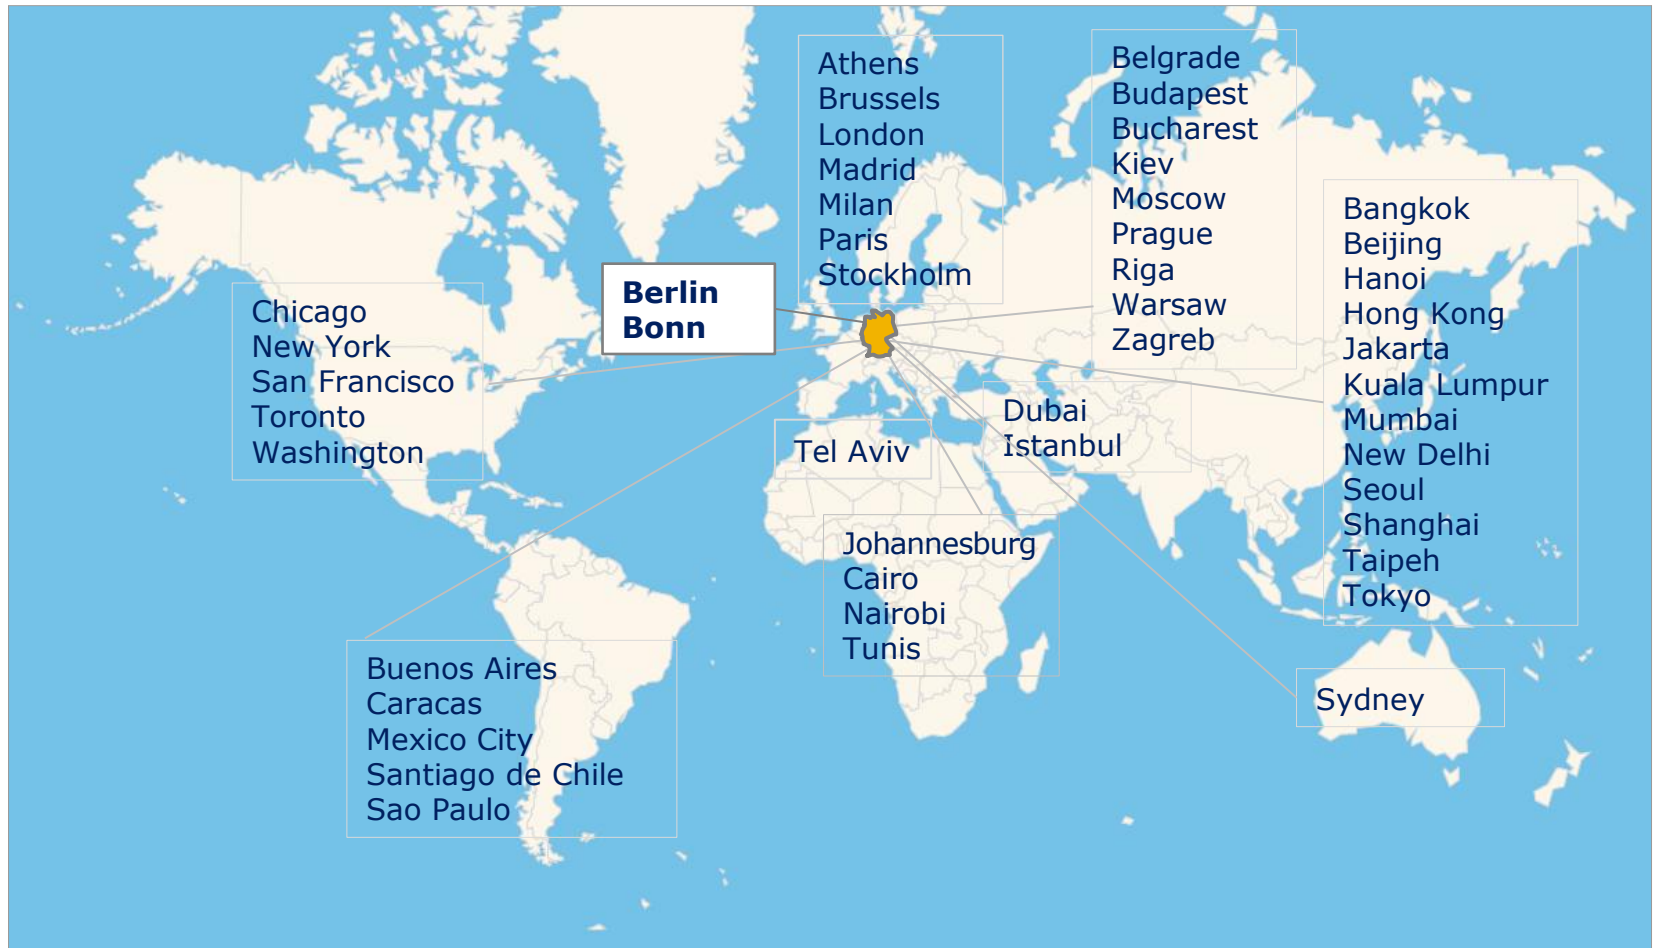 Athens
Brussels
London
Madrid
Milan
Paris
Stockholm
Belgrade
Budapest
Bucharest
Kiev
Moscow
Prague
Riga
Warsaw
Zagreb
Bangkok
Beijing
Hanoi
Hong Kong
Jakarta
Kuala Lumpur
Mumbai
New Delhi
Seoul
Shanghai
Taipeh
Tokyo
Berlin
Bonn
Chicago
New York
San Francisco
Toronto
Washington
Dubai
Istanbul
Tel Aviv
Johannesburg
Cairo
Nairobi
Tunis
Buenos Aires
Caracas
Mexico City
Santiago de Chile
Sao Paulo
Sydney